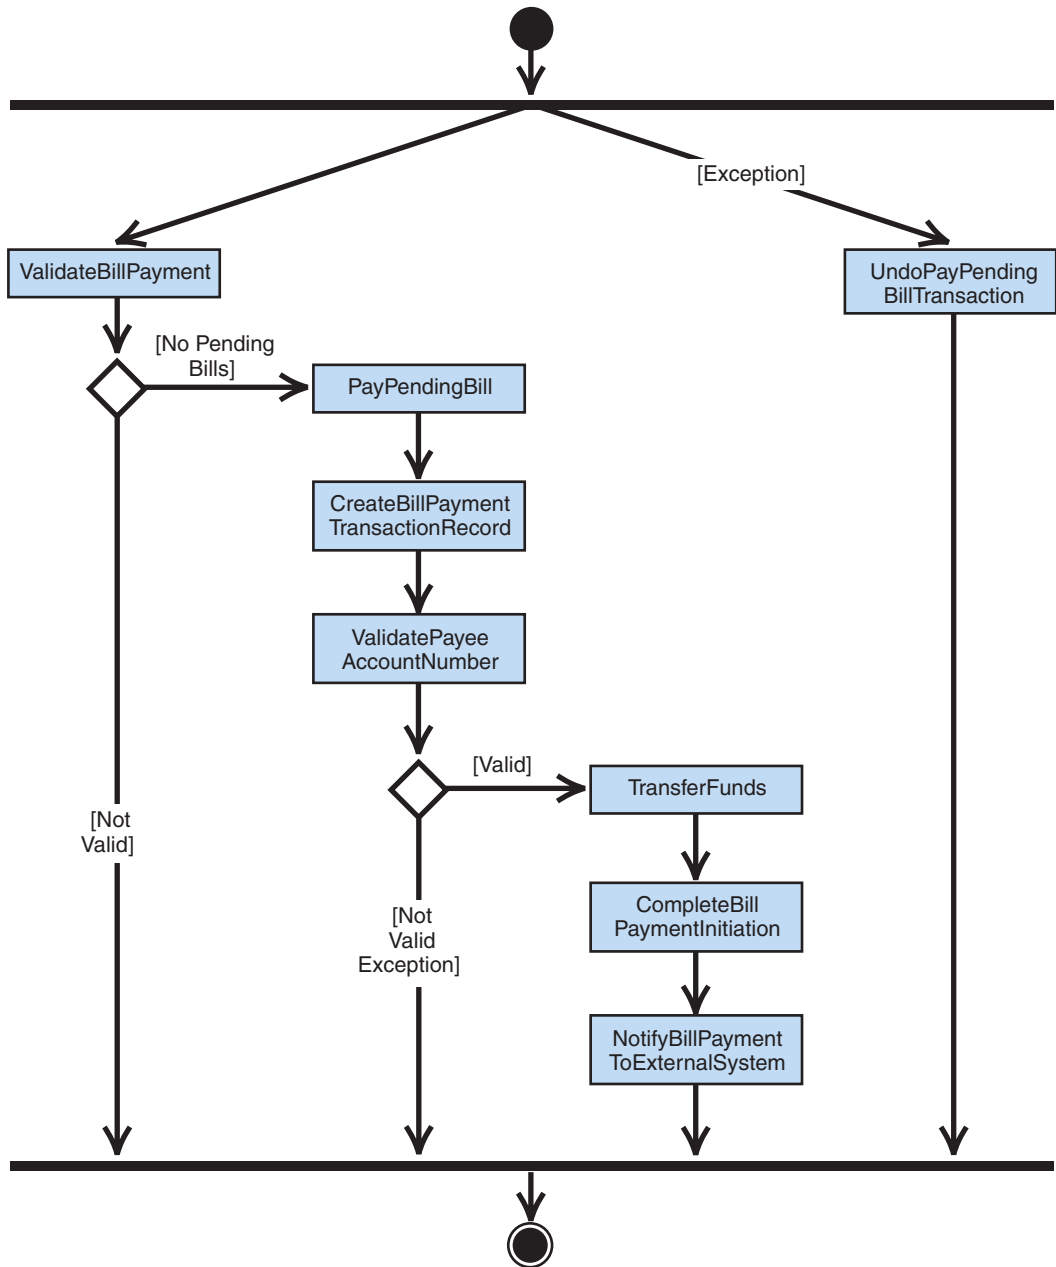 [Exception]
ValidateBillPayment
UndoPayPending
BillTransaction
[No Pending
Bills]
PayPendingBill
CreateBillPayment
TransactionRecord
ValidatePayee
AccountNumber
[Valid]
TransferFunds
[Not
Valid]
CompleteBill
PaymentInitiation
[Not
Valid
Exception]
NotifyBillPayment
ToExternalSystem